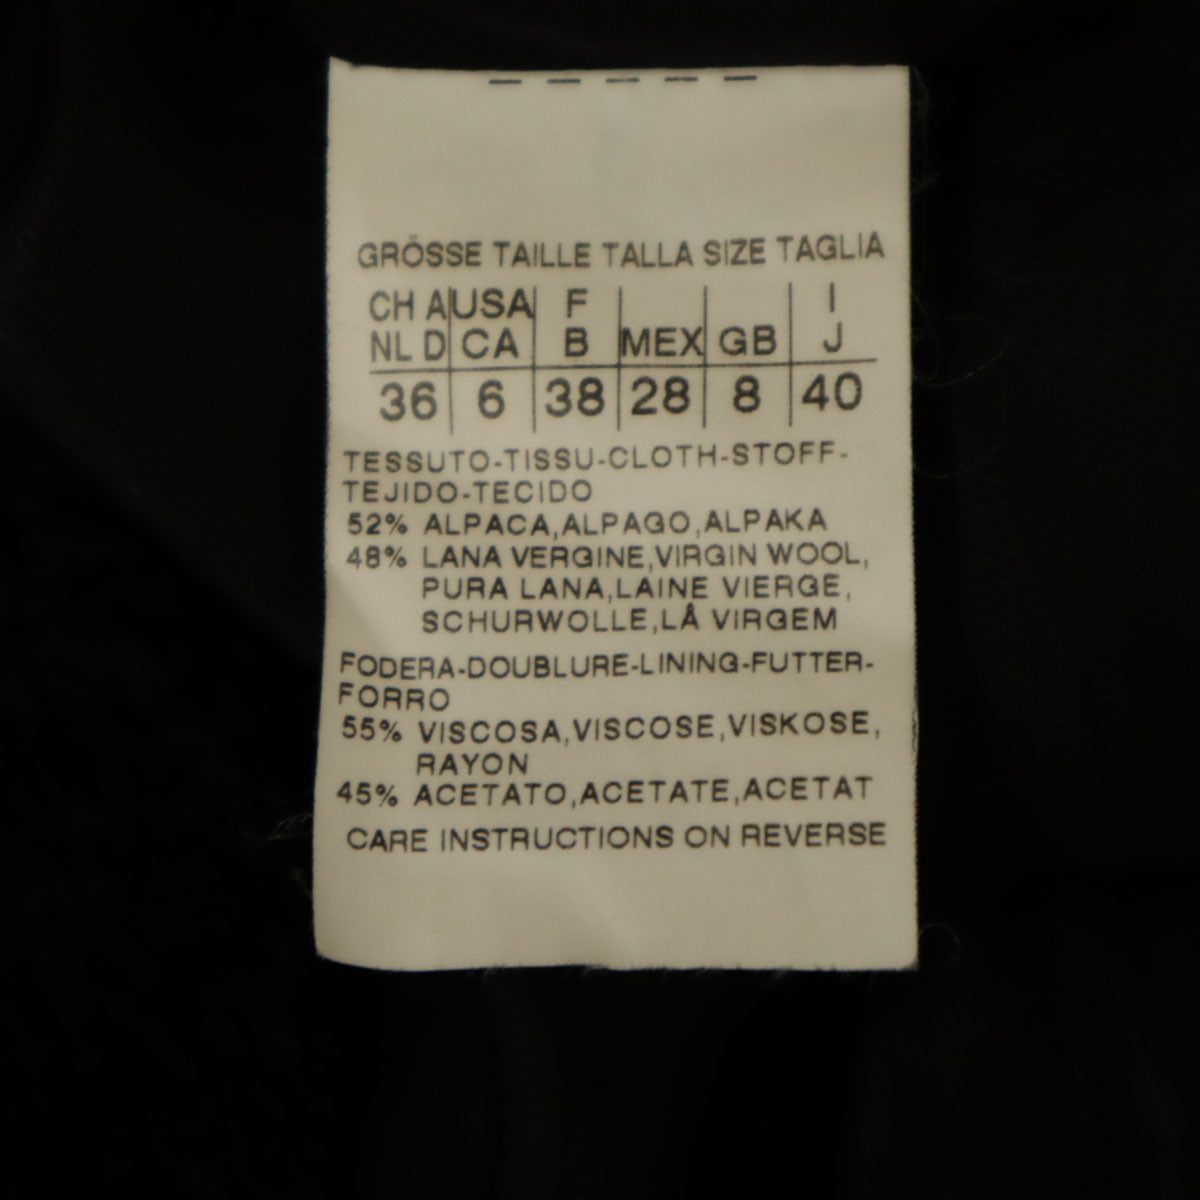 GRÖSSE TAILLE TALLA SIZE TAGLIA
CH A USA F I
NL D CA B MEX GB J
36 6 38 28 8 40
TESSUTO-TISSU-CLOTH-STOFF-
TEJIDO-TECIDO
52% ALPACA,ALPAGO,ALPAKA
48% LANA VERGINE,VIRGIN WOOL,
PURA LANA,LAINE VIERGE,
SCHURWOLLE,LÅ VIRGEM
FODERA-DOUBLURE-LINING-FUTTER-
FORRO
55% VISCOSA,VISCOSE,VISKOSE,
RAYON
45% ACETATO,ACETATE,ACETAT
CARE INSTRUCTIONS ON REVERSE